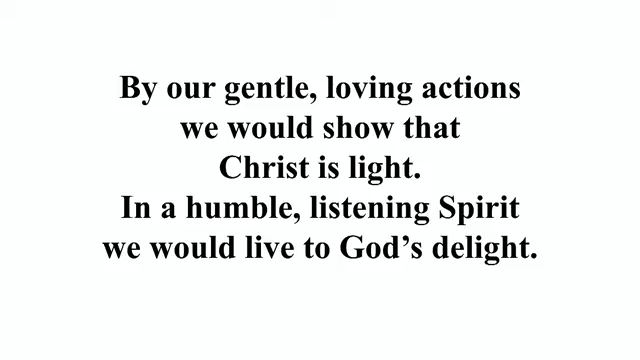 By our gentle, loving actions
we would show that
Christ is light.
In a humble, listening Spirit
we would live to God’s delight.